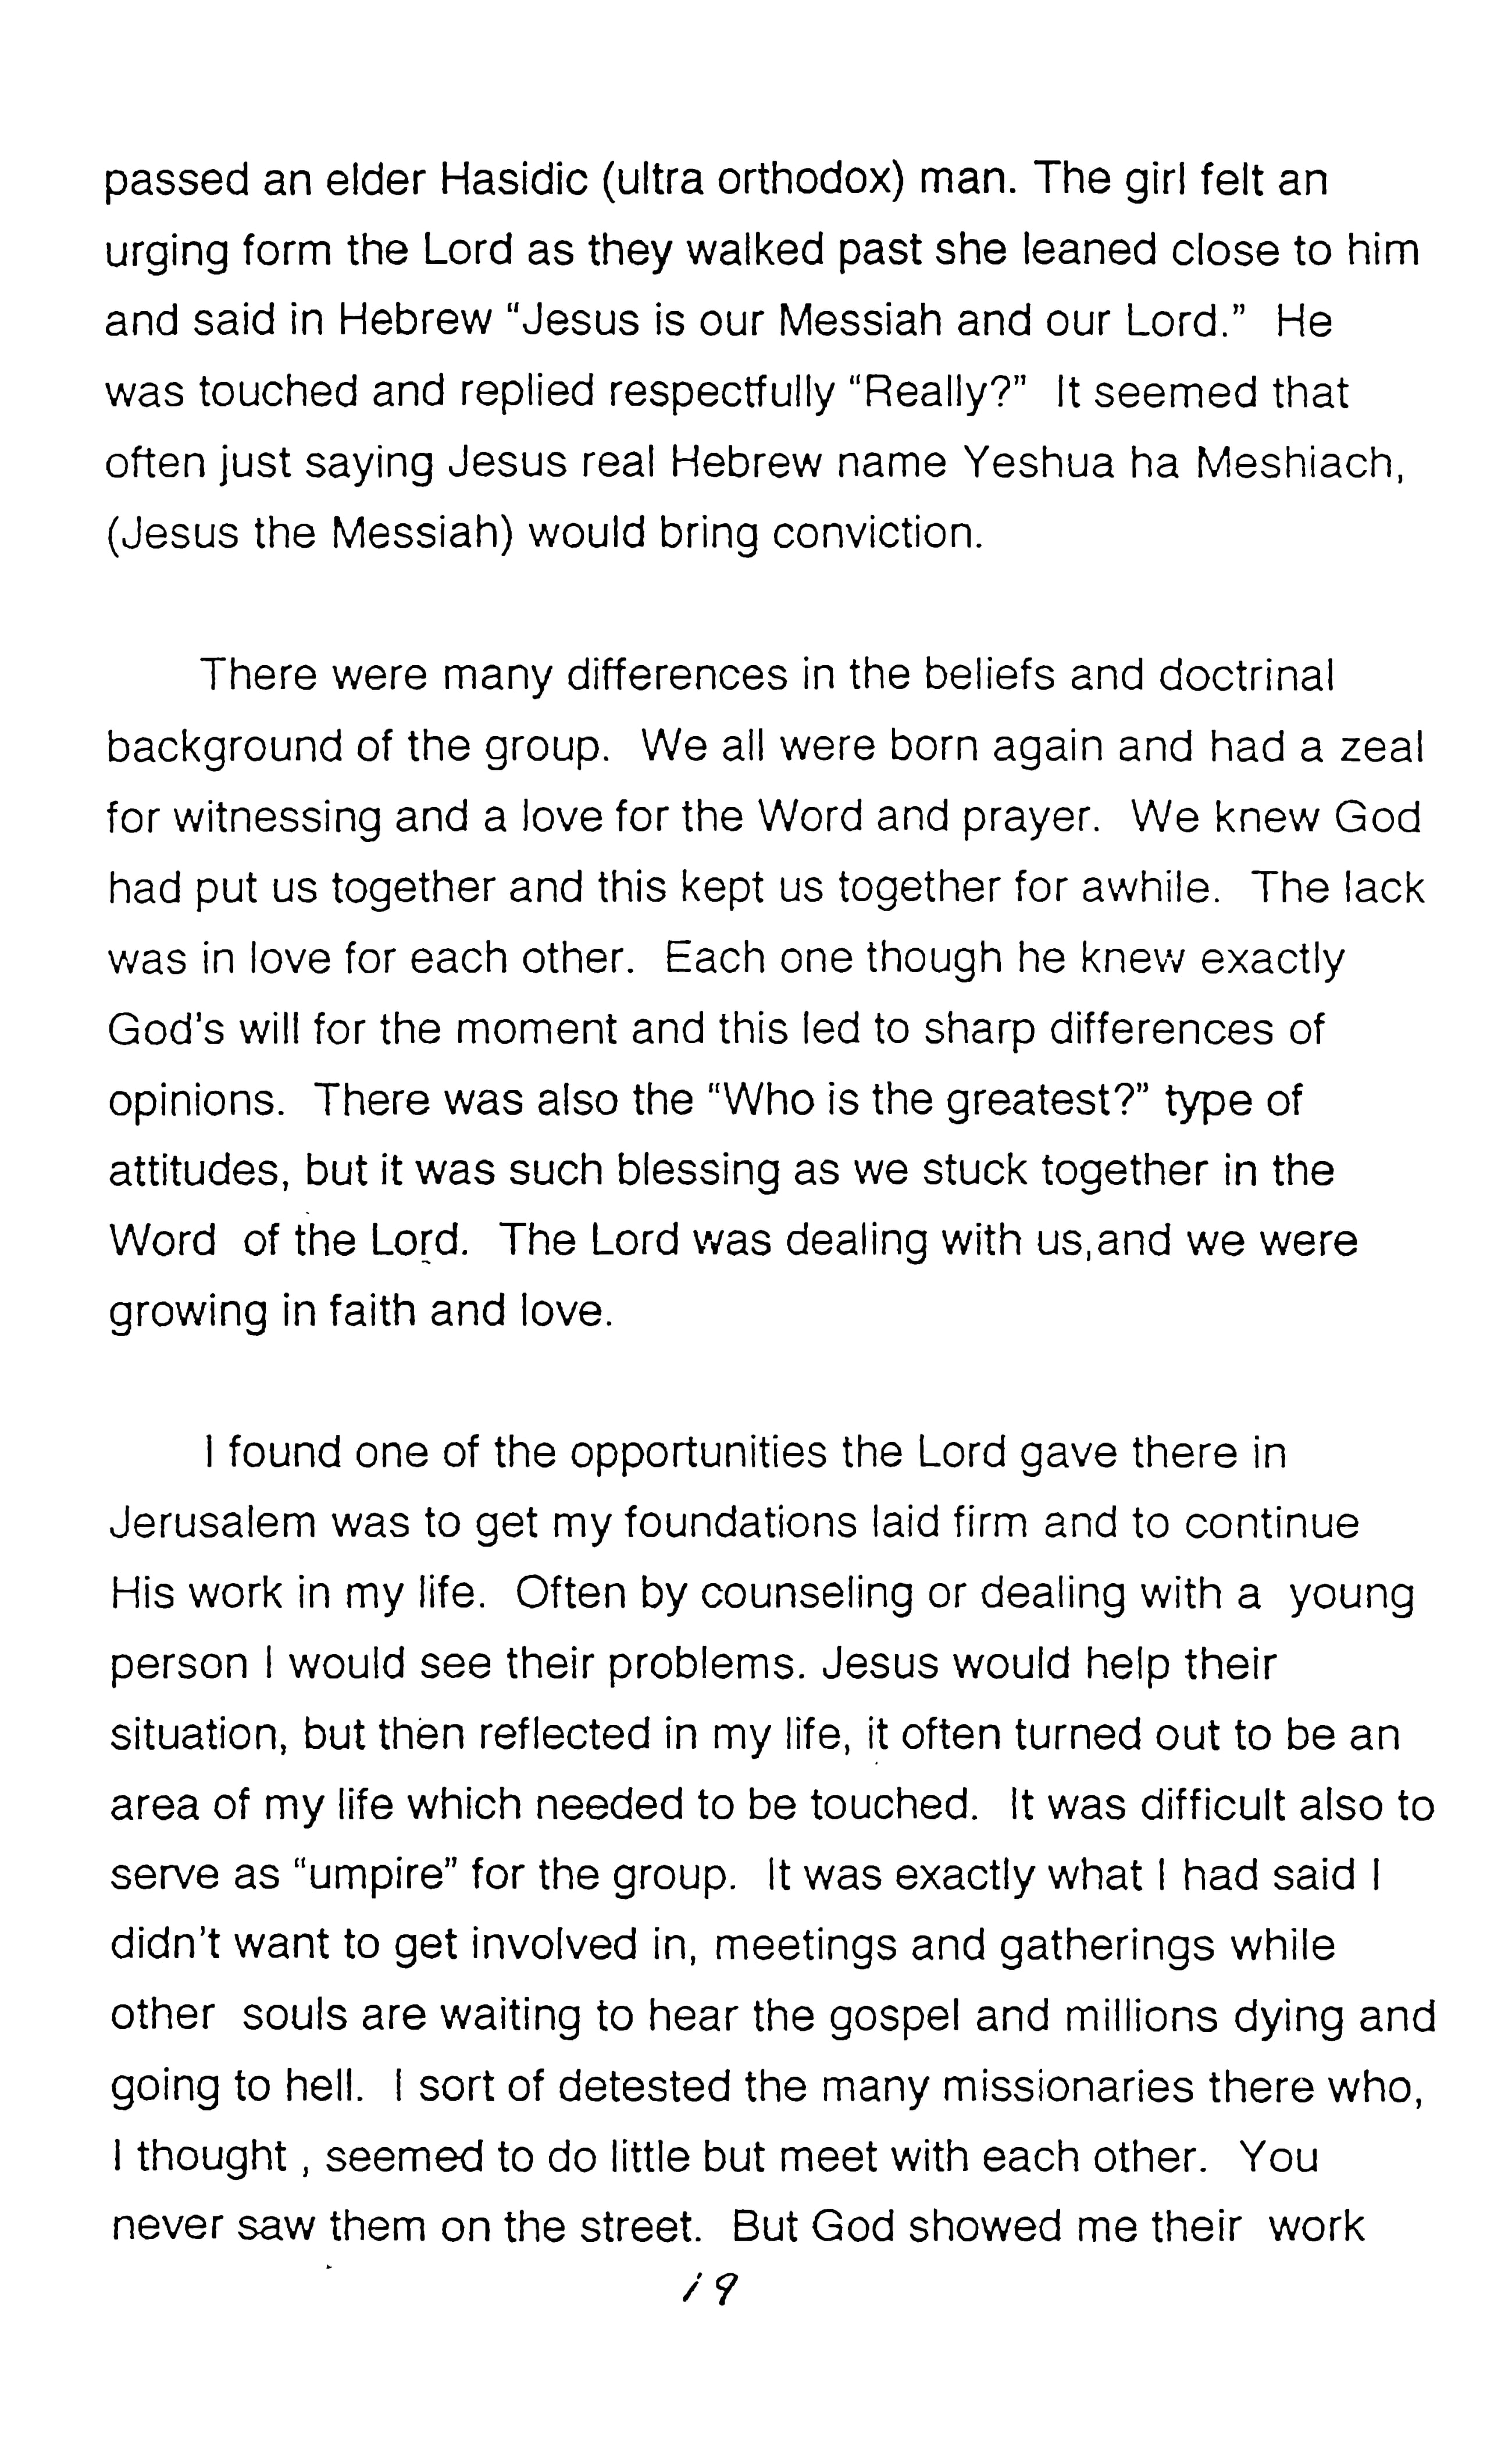 passed an elder Hasidic (ultra orthodox) man. The girl felt an
urging form the Lord as they walked past she leaned close to him
and said in Hebrew “Jesus is our Messiah and our Lord.” He
was touched and replied respectfully “Really?” It seemed that
often just saying Jesus real Hebrew name Yeshua ha Meshiach,
(Jesus the Messiah) would bring conviction.
There were many differences in the beliefs and doctrinal
background of the group. We all were born again and had a zeal
for witnessing and a love for the Word and prayer. We knew God
had put us together and this kept us together for awhile. The lack
was in love for each other. Each one though he knew exactly
God's will for the moment and this led to sharp differences of
opinions. There was also the “Who is the greatest?” type of
attitudes, but it was such blessing as we stuck together in the
Word of the Lord. The Lord was dealing with us,and we were
growing in faith and love.
I found one of the opportunities the Lord gave there in
Jerusalem was to get my foundations laid firm and to continue
His work in my life. Often by counseling or dealing with a young
person I would see their problems. Jesus would help their
situation, but then reflected in my life, it often turned out to be an
area of my life which needed to be touched. It was difficult also to
serve as “umpire” for the group. It was exactly what I had said I
didn't want to get involved in, meetings and gatherings while
other souls are waiting to hear the gospel and millions dying and
going to hell. I sort of detested the many missionaries there who,
I thought , seemed to do little but meet with each other. You
never saw them on the street. But God showed me their work
19